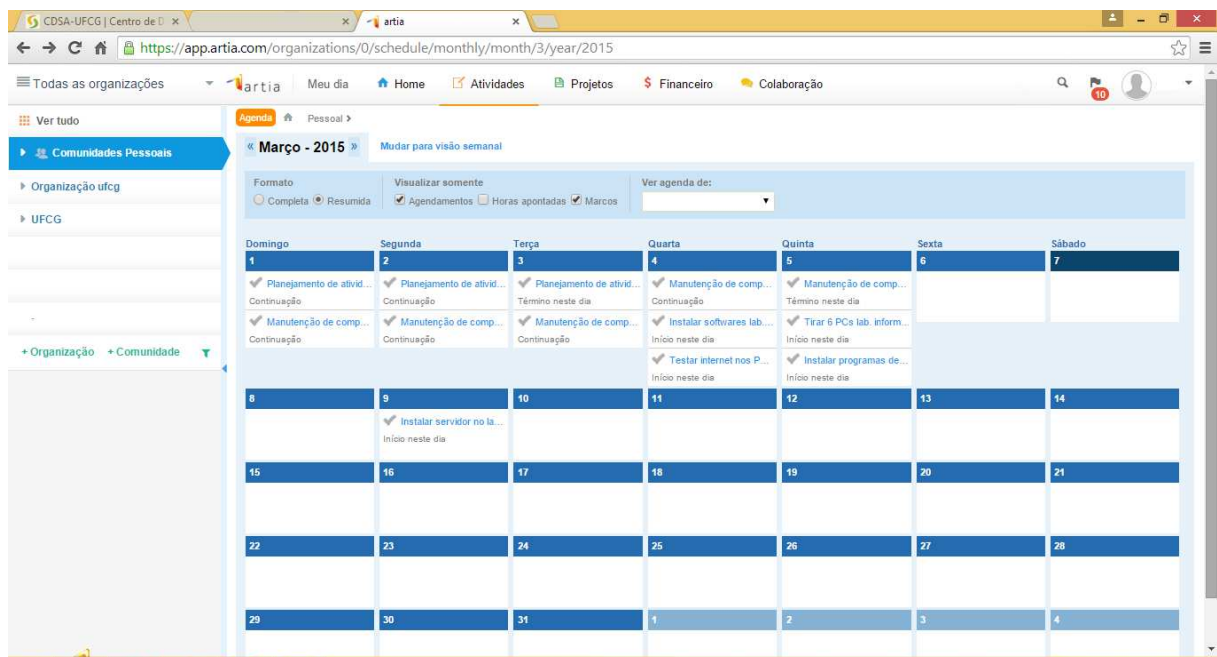 CDSA-UFCG | Centro de D
artia
https://app.artia.com/organizations/0/schedule/monthly/month/3/year/2015
Todas as organizações artia Meu dia Home Atividades Projetos $ Financeiro Colaboração 10
Ver tudo
Comunidades Pessoais
Organização ufcg
UFCG
-
+ Organização + Comunidade
Agenda Pessoal >
« Março - 2015 » Mudar para visão semanal
Formato Visualizar somente Ver agenda de:
Completa Resumida Agendamentos Horas apontadas Marcos
Domingo Segunda Terça Quarta Quinta Sexta Sábado
1 2 3 4 5 6 7
Planejamento de ativid... Planejamento de ativid... Planejamento de ativid... Manutenção de comp... Manutenção de comp...
Continuação Continuação Término neste dia Continuação Término neste dia
Manutenção de comp... Manutenção de comp... Manutenção de comp... Instalar softwares lab.... Tirar 6 PCs lab. inform...
Continuação Continuação Continuação Início neste dia Início neste dia
Testar internet nos P... Instalar programas de...
Início neste dia Início neste dia
8 9 10 11 12 13 14
Instalar servidor no la...
Início neste dia
15 16 17 18 19 20 21
22 23 24 25 26 27 28
29 30 31 1 2 3 4